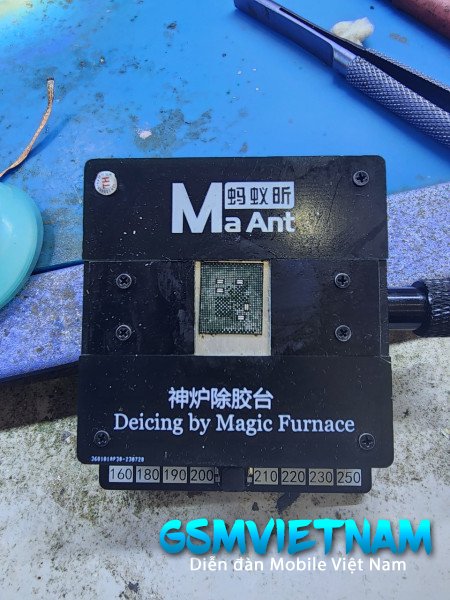 蚂蚁昕
Ma Ant
神炉除胶台
Deicing by Magic Furnace
160 180 190 200 210 220 230 250
GSMVIETNAM
Diễn đàn Mobile Việt Nam